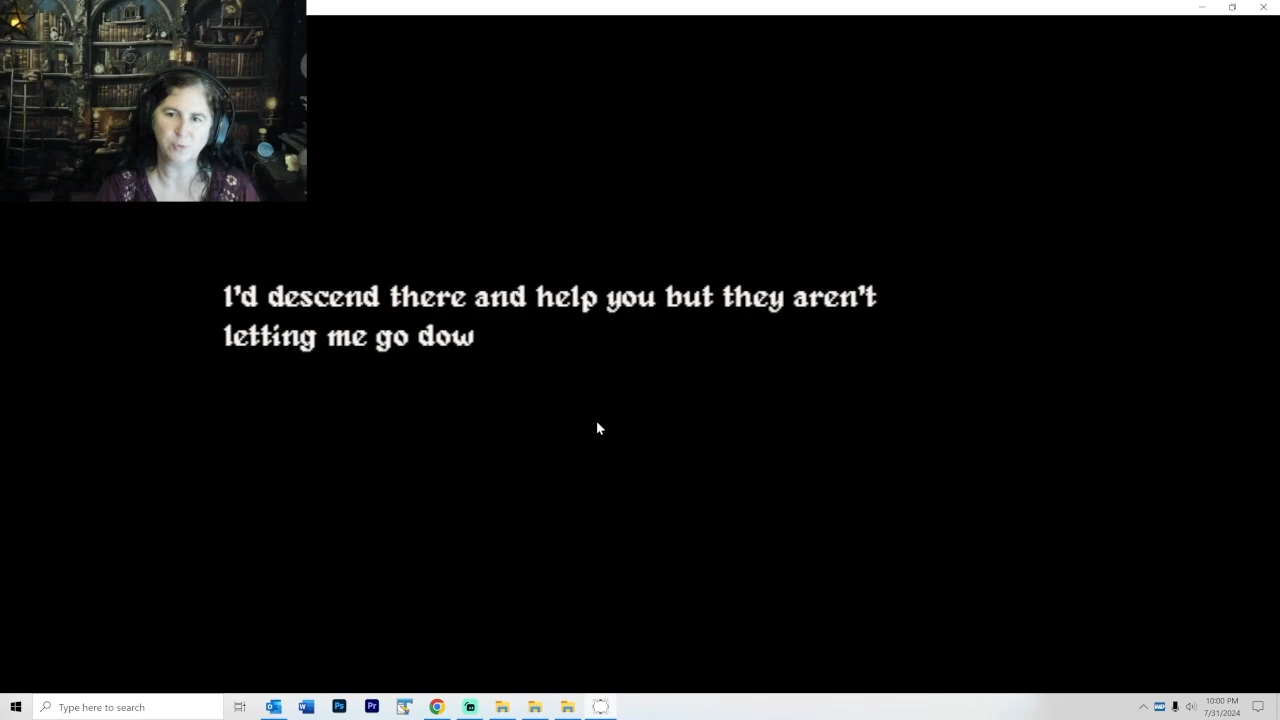 I'd descend there and help you but they aren't
letting me go dow
Type here to search
10:00 PM
7/31/2024